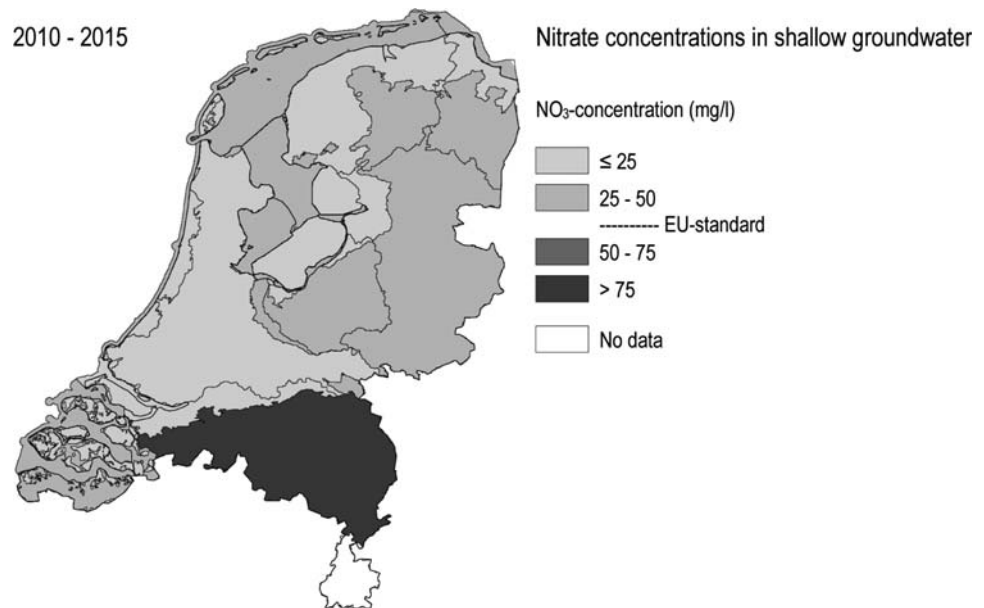 2010 - 2015
Nitrate concentrations in shallow groundwater
NO₃-concentration (mg/l)
≤ 25
25 - 50
---------- EU-standard
50 - 75
> 75
No data